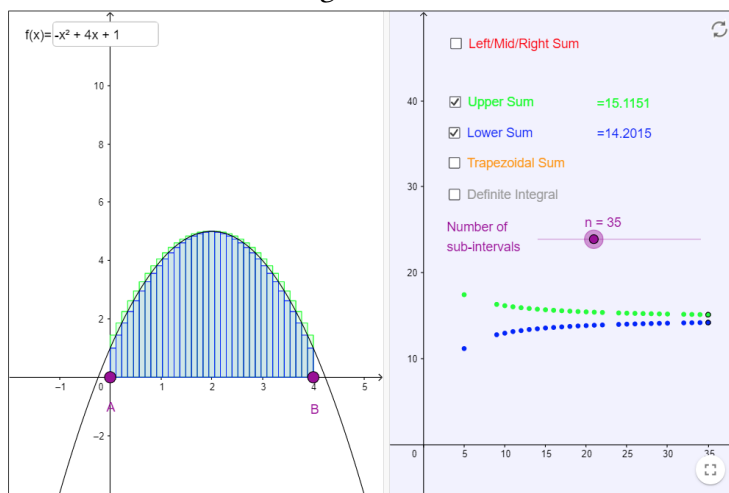 f(x)= -x² + 4x + 1
10
8
6
4
2
−1
0
1
2
3
4
5
A
B
−2
Left/Mid/Right Sum
Upper Sum =15.1151
Lower Sum =14.2015
Trapezoidal Sum
Definite Integral
Number of
sub-intervals
n = 35
40
30
20
10
0
5
10
15
20
25
30
35